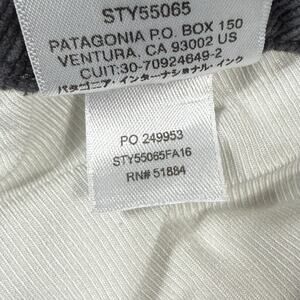 STY55065
PATAGONIA P.O. BOX 150
VENTURA, CA 93002 US
CUIT:30-70924649-2
パタゴニア・インターナショナル・インク
PO 249953
STY55065FA16
RN# 51884